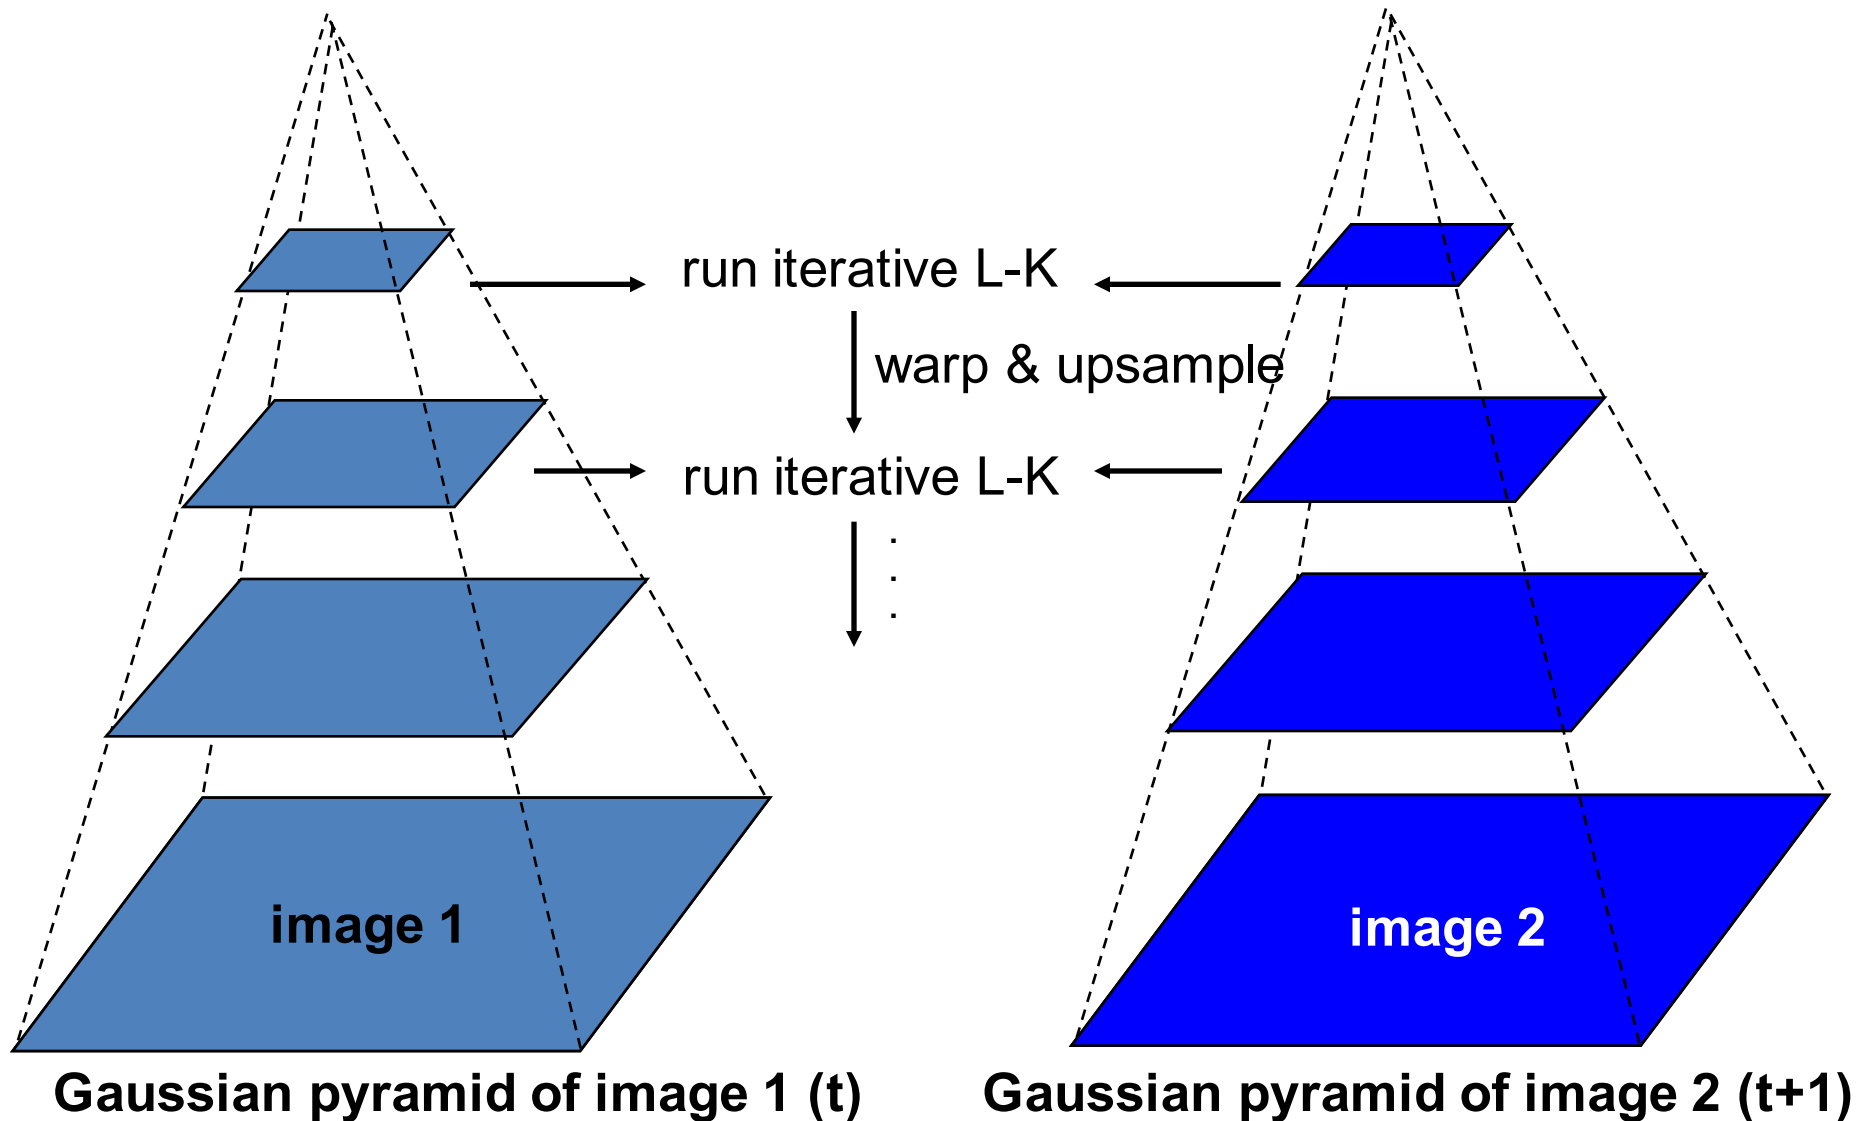 run iterative L-K
warp & upsample
run iterative L-K
.
.
.
image 1
image 2
Gaussian pyramid of image 1 (t)
Gaussian pyramid of image 2 (t+1)